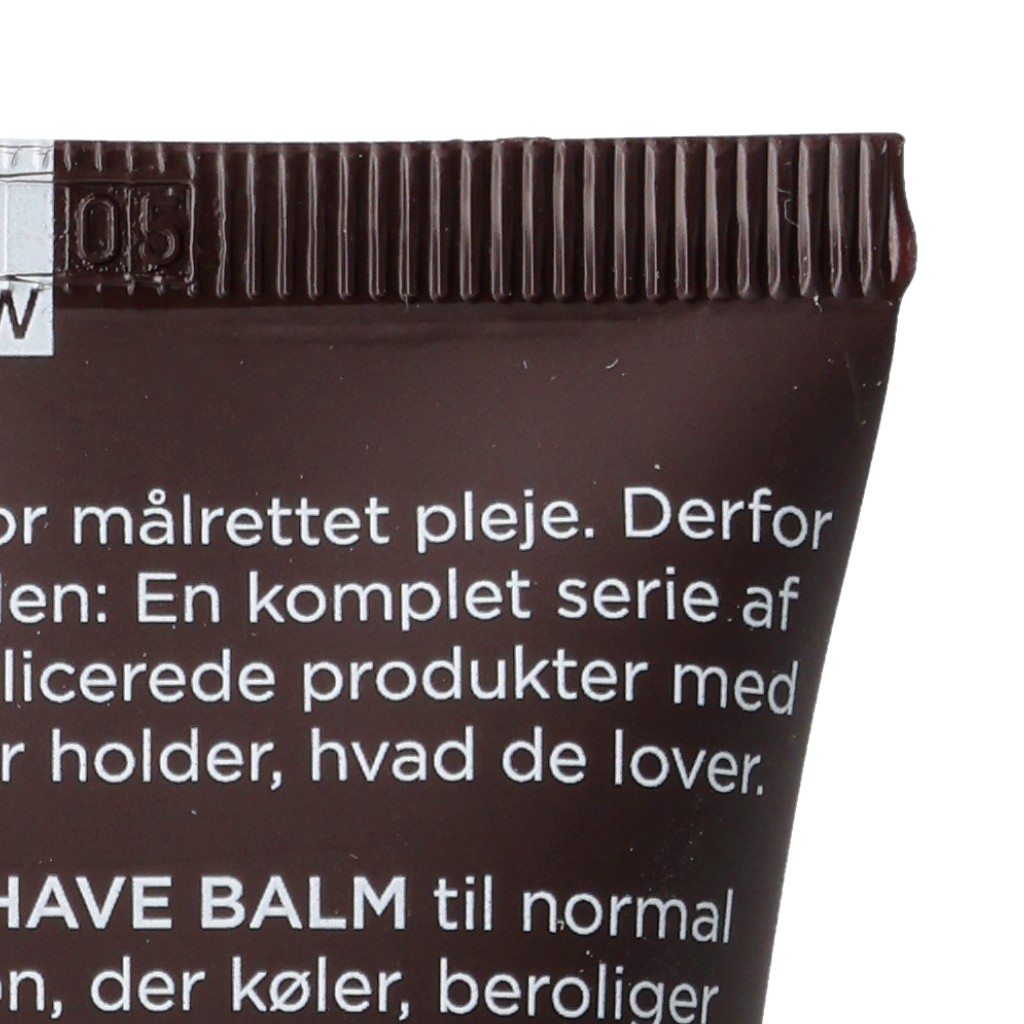 05
W
or målrettet pleje. Derfor
len: En komplet serie af
licerede produkter med
r holder, hvad de lover.
HAVE BALM til normal
on, der køler, beroliger